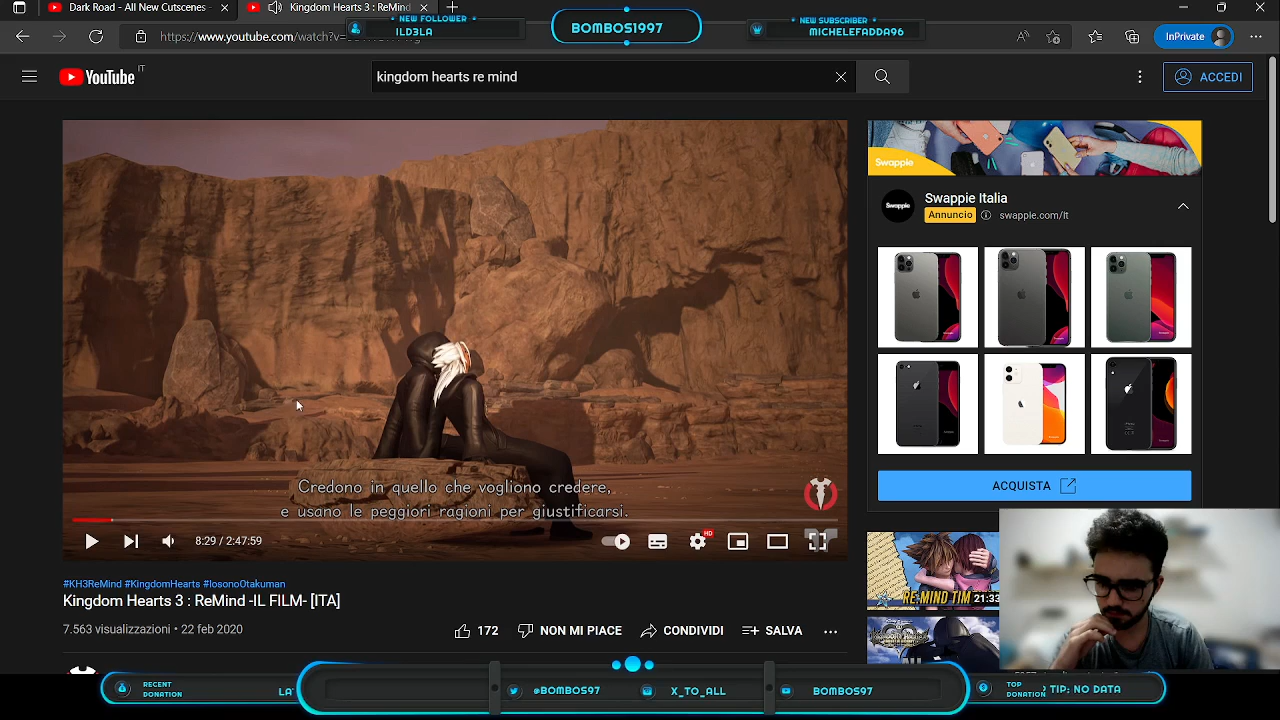 Dark Road - All New Cutscenes -
Kingdom Hearts 3 : ReMind
NEW FOLLOWER
ILD3LA
BOMBOS1997
NEW SUBSCRIBER
MICHELEFADDA96
https://www.youtube.com/watch?v=
InPrivate
YouTube IT
kingdom hearts re mind
ACCEDI
Swappie
Swappie Italia
Annuncio swappie.com/It
ACQUISTA
Credono in quello che vogliono credere,
e usano le peggiori ragioni per giustificarsi.
8:29 / 2:47:59
HD
#KH3ReMind #KingdomHearts #IosonoOtakuman
Kingdom Hearts 3 : ReMind -IL FILM- [ITA]
7.563 visualizzazioni • 22 feb 2020
172
NON MI PIACE
CONDIVIDI
SALVA
RE:MIND TIM
21:33
RECENT
DONATION
@BOMBOS97
X_TO_ALL
BOMBOS97
TOP
DONATION
TIP: NO DATA